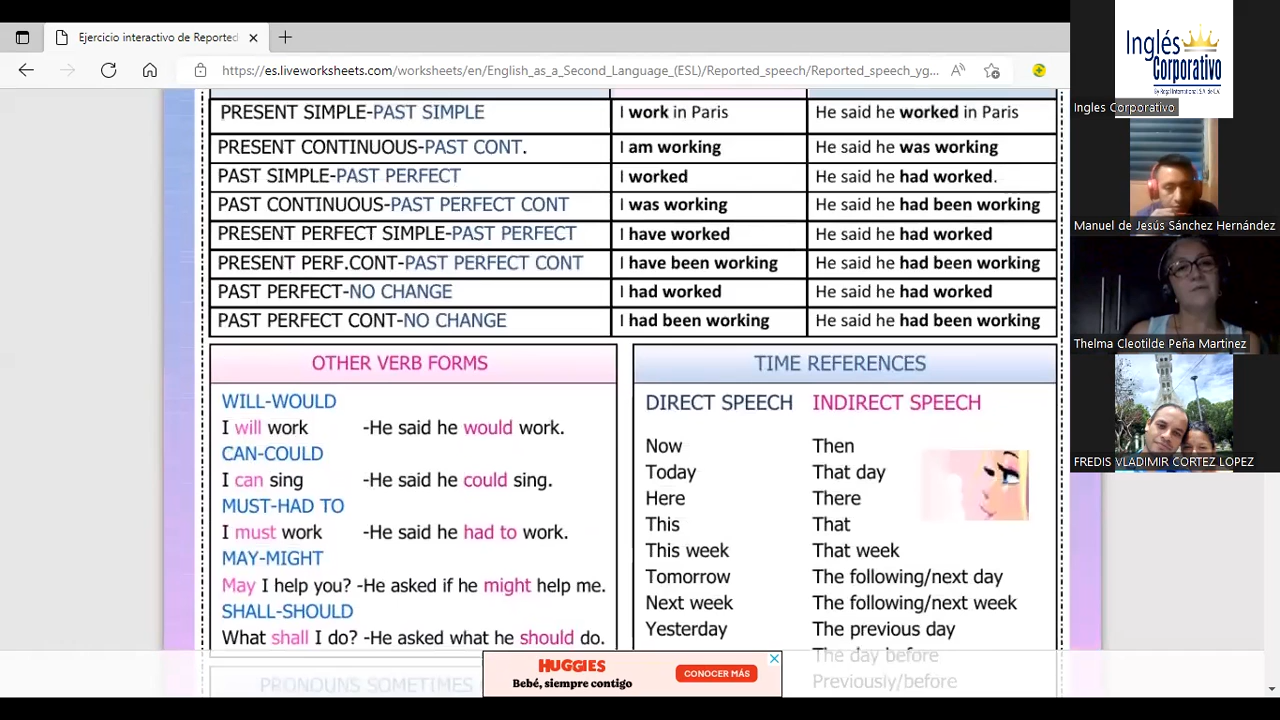 Ejercicio interactivo de Reported
https://es.liveworksheets.com/worksheets/en/English_as_a_Second_Language_(ESL)/Reported_speech/Reported_speech_yg...
PRESENT SIMPLE-PAST SIMPLE I work in Paris He said he worked in Paris
PRESENT CONTINUOUS-PAST CONT. I am working He said he was working
PAST SIMPLE-PAST PERFECT I worked He said he had worked.
PAST CONTINUOUS-PAST PERFECT CONT I was working He said he had been working
PRESENT PERFECT SIMPLE-PAST PERFECT I have worked He said he had worked
PRESENT PERF.CONT-PAST PERFECT CONT I have been working He said he had been working
PAST PERFECT-NO CHANGE I had worked He said he had worked
PAST PERFECT CONT-NO CHANGE I had been working He said he had been working
OTHER VERB FORMS
WILL-WOULD
I will work -He said he would work.
CAN-COULD
I can sing -He said he could sing.
MUST-HAD TO
I must work -He said he had to work.
MAY-MIGHT
May I help you? -He asked if he might help me.
SHALL-SHOULD
What shall I do? -He asked what he should do.
PRONOUNS SOMETIMES
TIME REFERENCES
DIRECT SPEECH INDIRECT SPEECH
Now Then
Today That day
Here There
This That
This week That week
Tomorrow The following/next day
Next week The following/next week
Yesterday The previous day
The day before
Previously/before
HUGGIES
Bebé, siempre contigo
CONOCER MÁS
Inglés
Corporativo
Ingles Corporativo
Manuel de Jesús Sánchez Hernández
Thelma Cleotilde Peña Martinez
FREDIS VLADIMIR CORTEZ LOPEZ